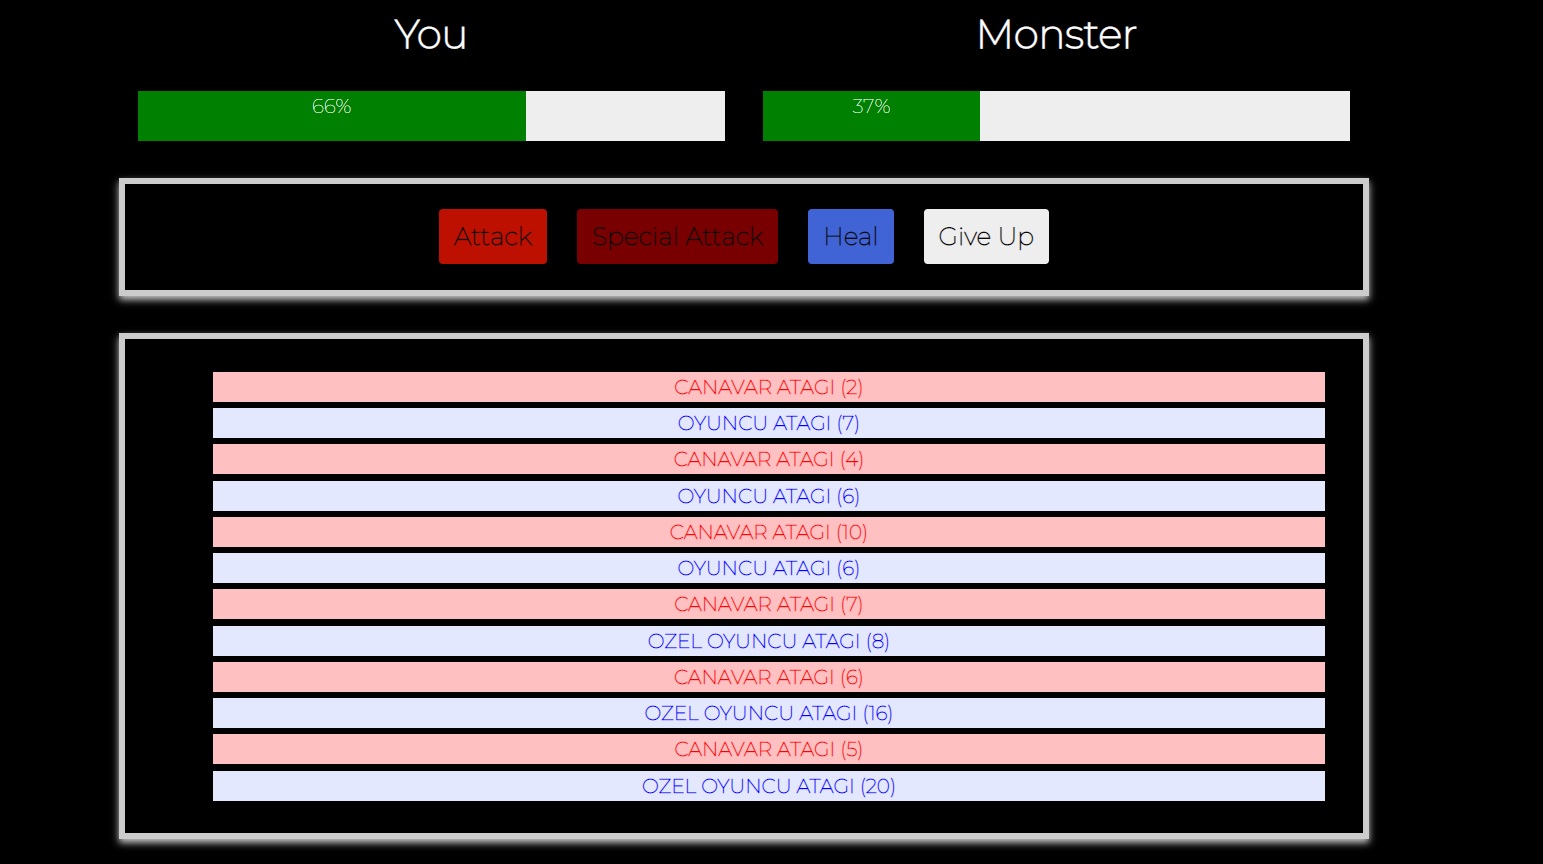 You Monster
66% 37%
Attack Special Attack Heal Give Up
CANAVAR ATAGI (2)
OYUNCU ATAGI (7)
CANAVAR ATAGI (4)
OYUNCU ATAGI (6)
CANAVAR ATAGI (10)
OYUNCU ATAGI (6)
CANAVAR ATAGI (7)
OZEL OYUNCU ATAGI (8)
CANAVAR ATAGI (6)
OZEL OYUNCU ATAGI (16)
CANAVAR ATAGI (5)
OZEL OYUNCU ATAGI (20)